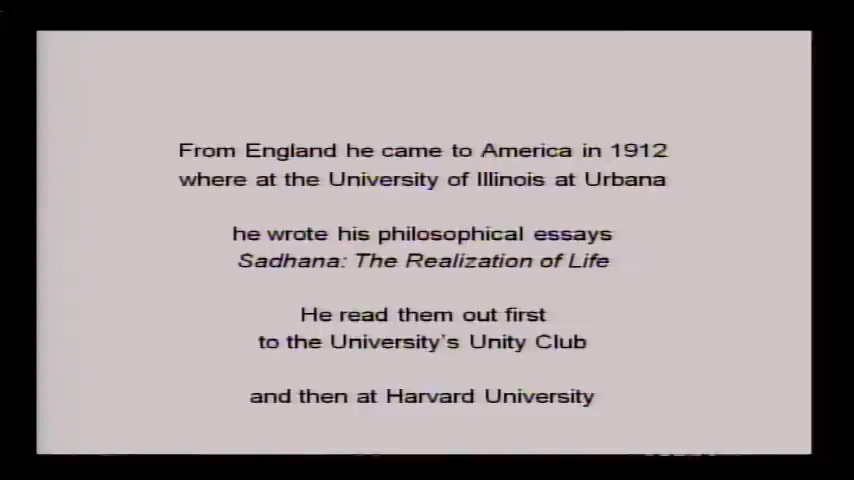 From England he came to America in 1912
where at the University of Illinois at Urbana
he wrote his philosophical essays
Sadhana: The Realization of Life
He read them out first
to the University's Unity Club
and then at Harvard University